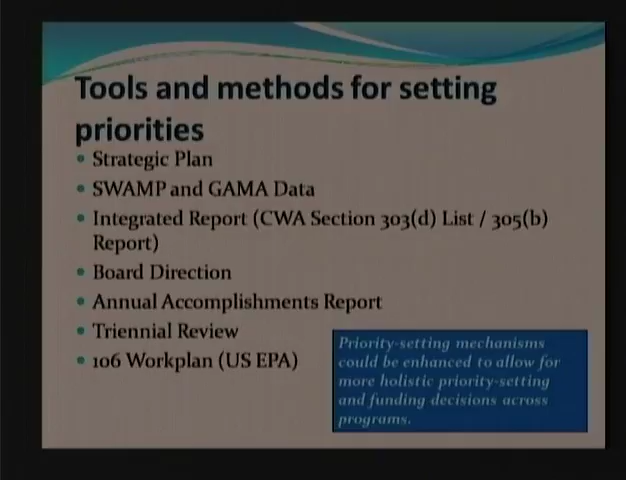 Tools and methods for setting
priorities
• Strategic Plan
• SWAMP and GAMA Data
• Integrated Report (CWA Section 303(d) List / 305(b)
Report)
• Board Direction
• Annual Accomplishments Report
• Triennial Review
• 106 Workplan (US EPA)
Priority-setting mechanisms
could be enhanced to allow for
more holistic priority-setting
and funding decisions across
programs.